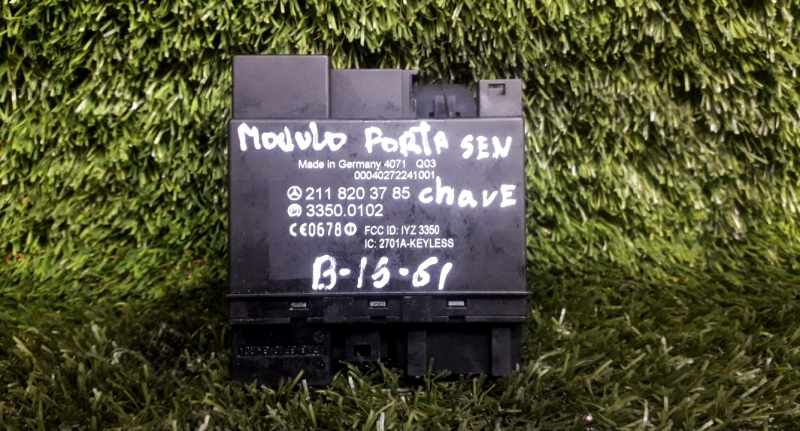 MODULO PORTA SEN
Made in Germany 4071 Q03
00040272241001
211 820 37 85 chavE
3350.0102
CE0678
FCC ID: IYZ 3350
IC: 2701A-KEYLESS
B-15-61